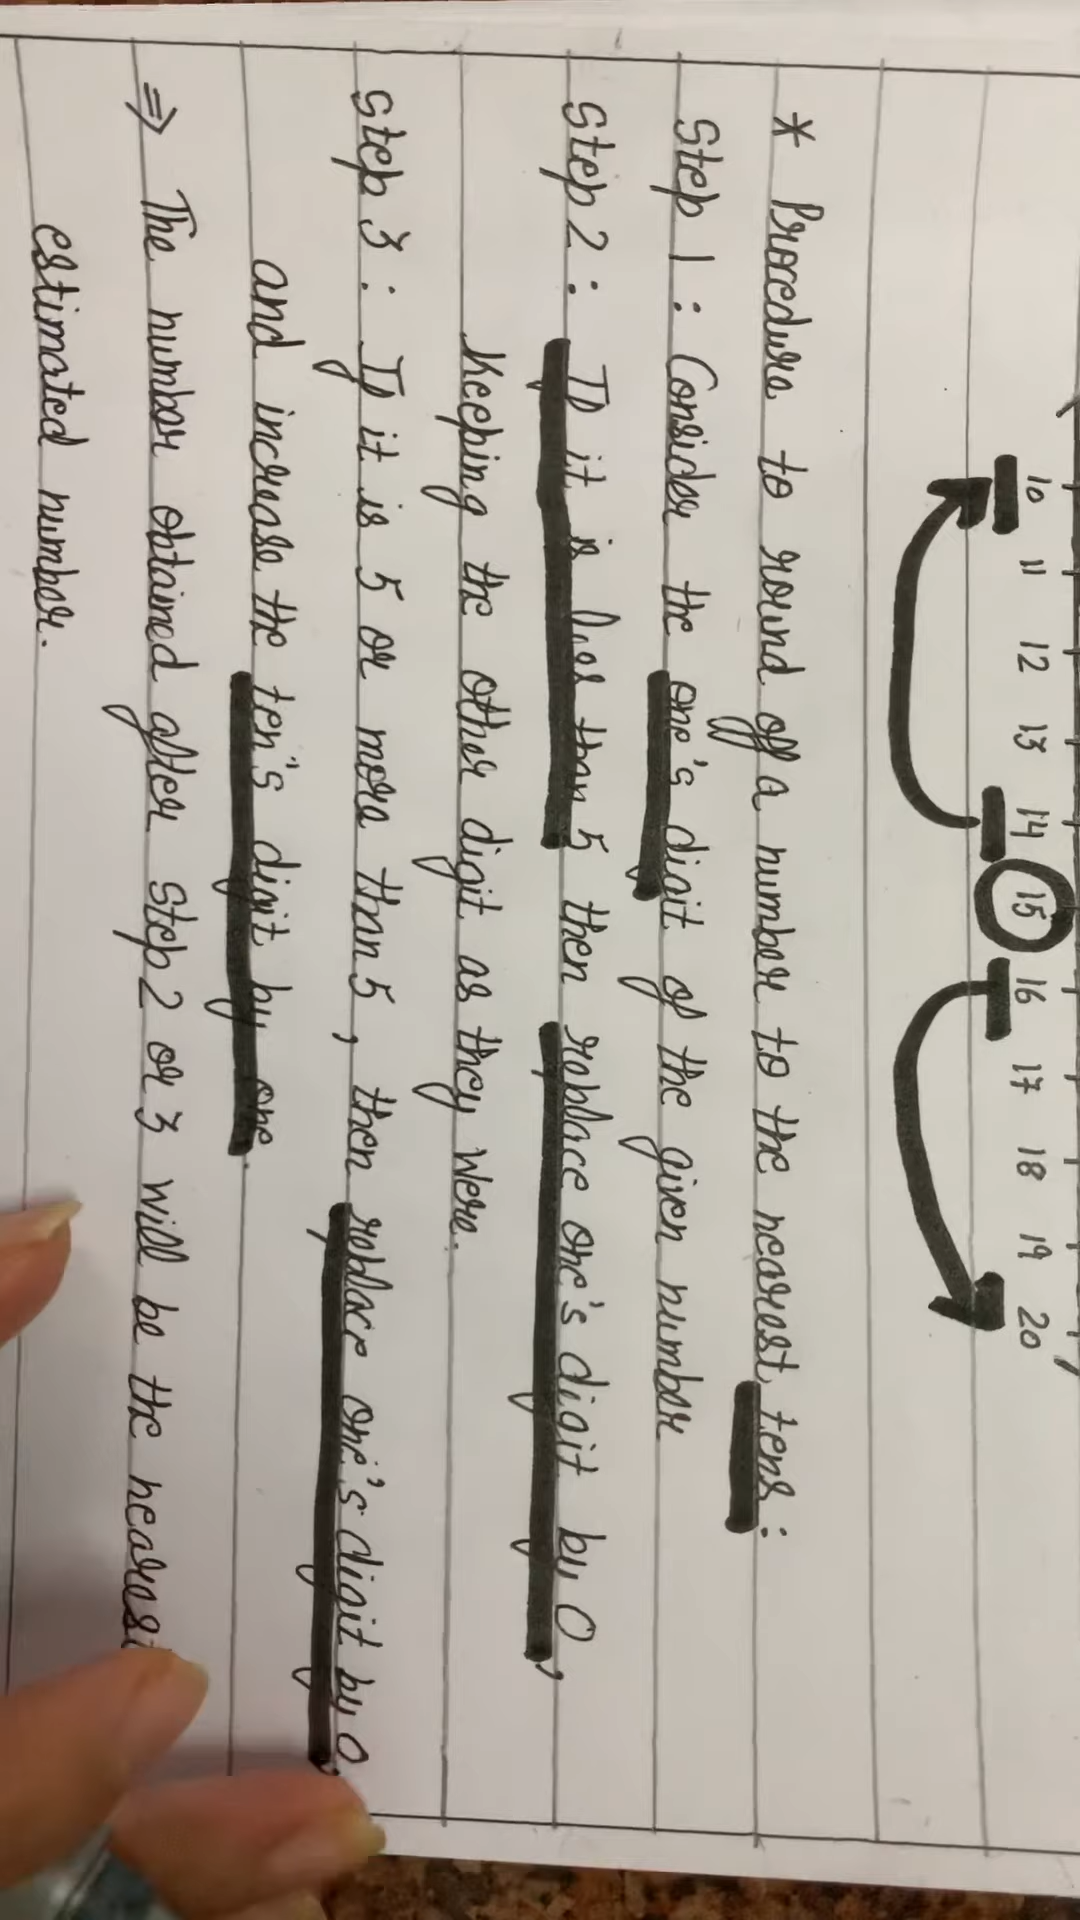 10 11 12 13 14 15 16 17 18 19 20
* Procedure to round off a number to the nearest tens:
Step 1 : Consider the one's digit of the given number
Step 2 : If it is less than 5 then replace one's digit by 0,
keeping the other digit as they were.
Step 3 : If it is 5 or more than 5, then replace one's digit by 0,
and increase the ten's digit by one.
⇒ The number obtained after step 2 or 3 will be the nearest
estimated number.